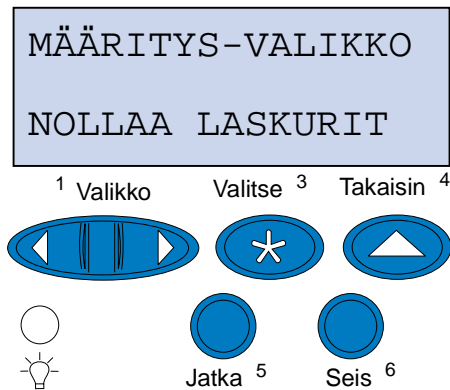 MÄÄRITYS-VALIKKO
NOLLAA LASKURIT
1 Valikko Valitse 3 Takaisin 4
Jatka 5 Seis 6